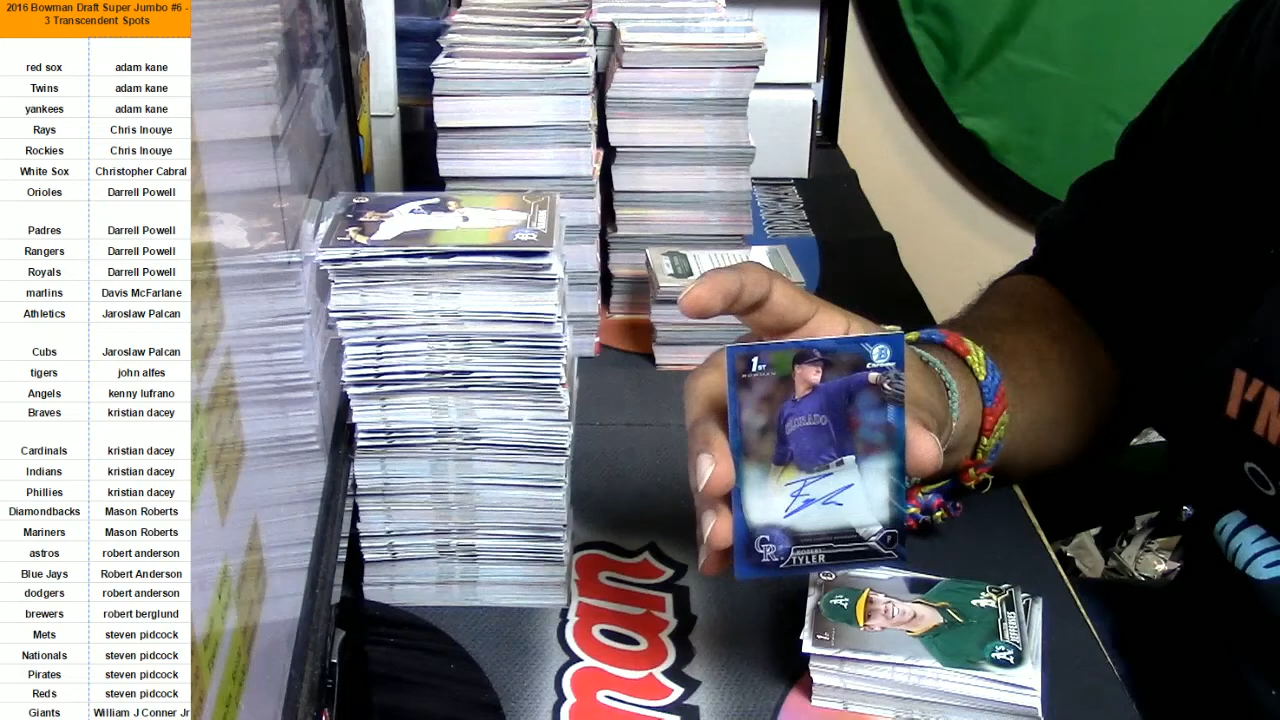 2016 Bowman Draft Super Jumbo #6 -
3 Transcendent Spots
red sox adam kane
Twins adam kane
yankees adam kane
Rays Chris Inouye
Rockies Chris Inouye
White Sox Christopher Cabral
Orioles Darrell Powell
Padres Darrell Powell
Rangers Darrell Powell
Royals Darrell Powell
marlins Davis McFarlane
Athletics Jaroslaw Palcan
Cubs Jaroslaw Palcan
tigers john alfes
Angels kenny lufrano
Braves kristian dacey
Cardinals kristian dacey
Indians kristian dacey
Phillies kristian dacey
Diamondbacks Mason Roberts
Mariners Mason Roberts
astros robert anderson
Blue Jays Robert Anderson
dodgers robert anderson
brewers robert berglund
Mets steven pidcock
Nationals steven pidcock
Pirates steven pidcock
Reds steven pidcock
Giants William J Conner Jr
1ST
BOWMAN
CHROME
COLORADO
CR
ROBERT
TYLER
P
A's
JEFFERIES
I'M